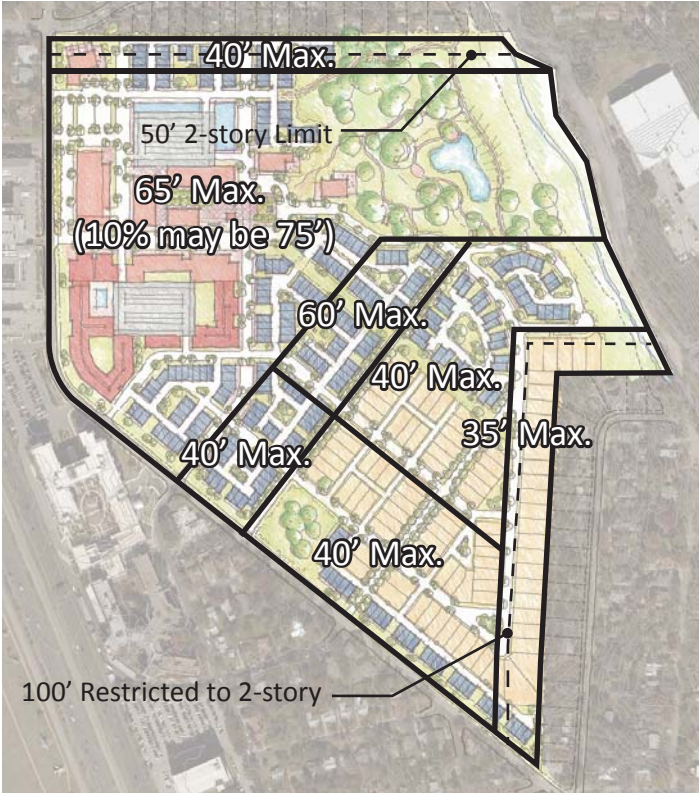 40’ Max.
50’ 2-story Limit
65’ Max.
(10% may be 75’)
60’ Max.
40’ Max.
35’ Max.
40’ Max.
40’ Max.
100’ Restricted to 2-story